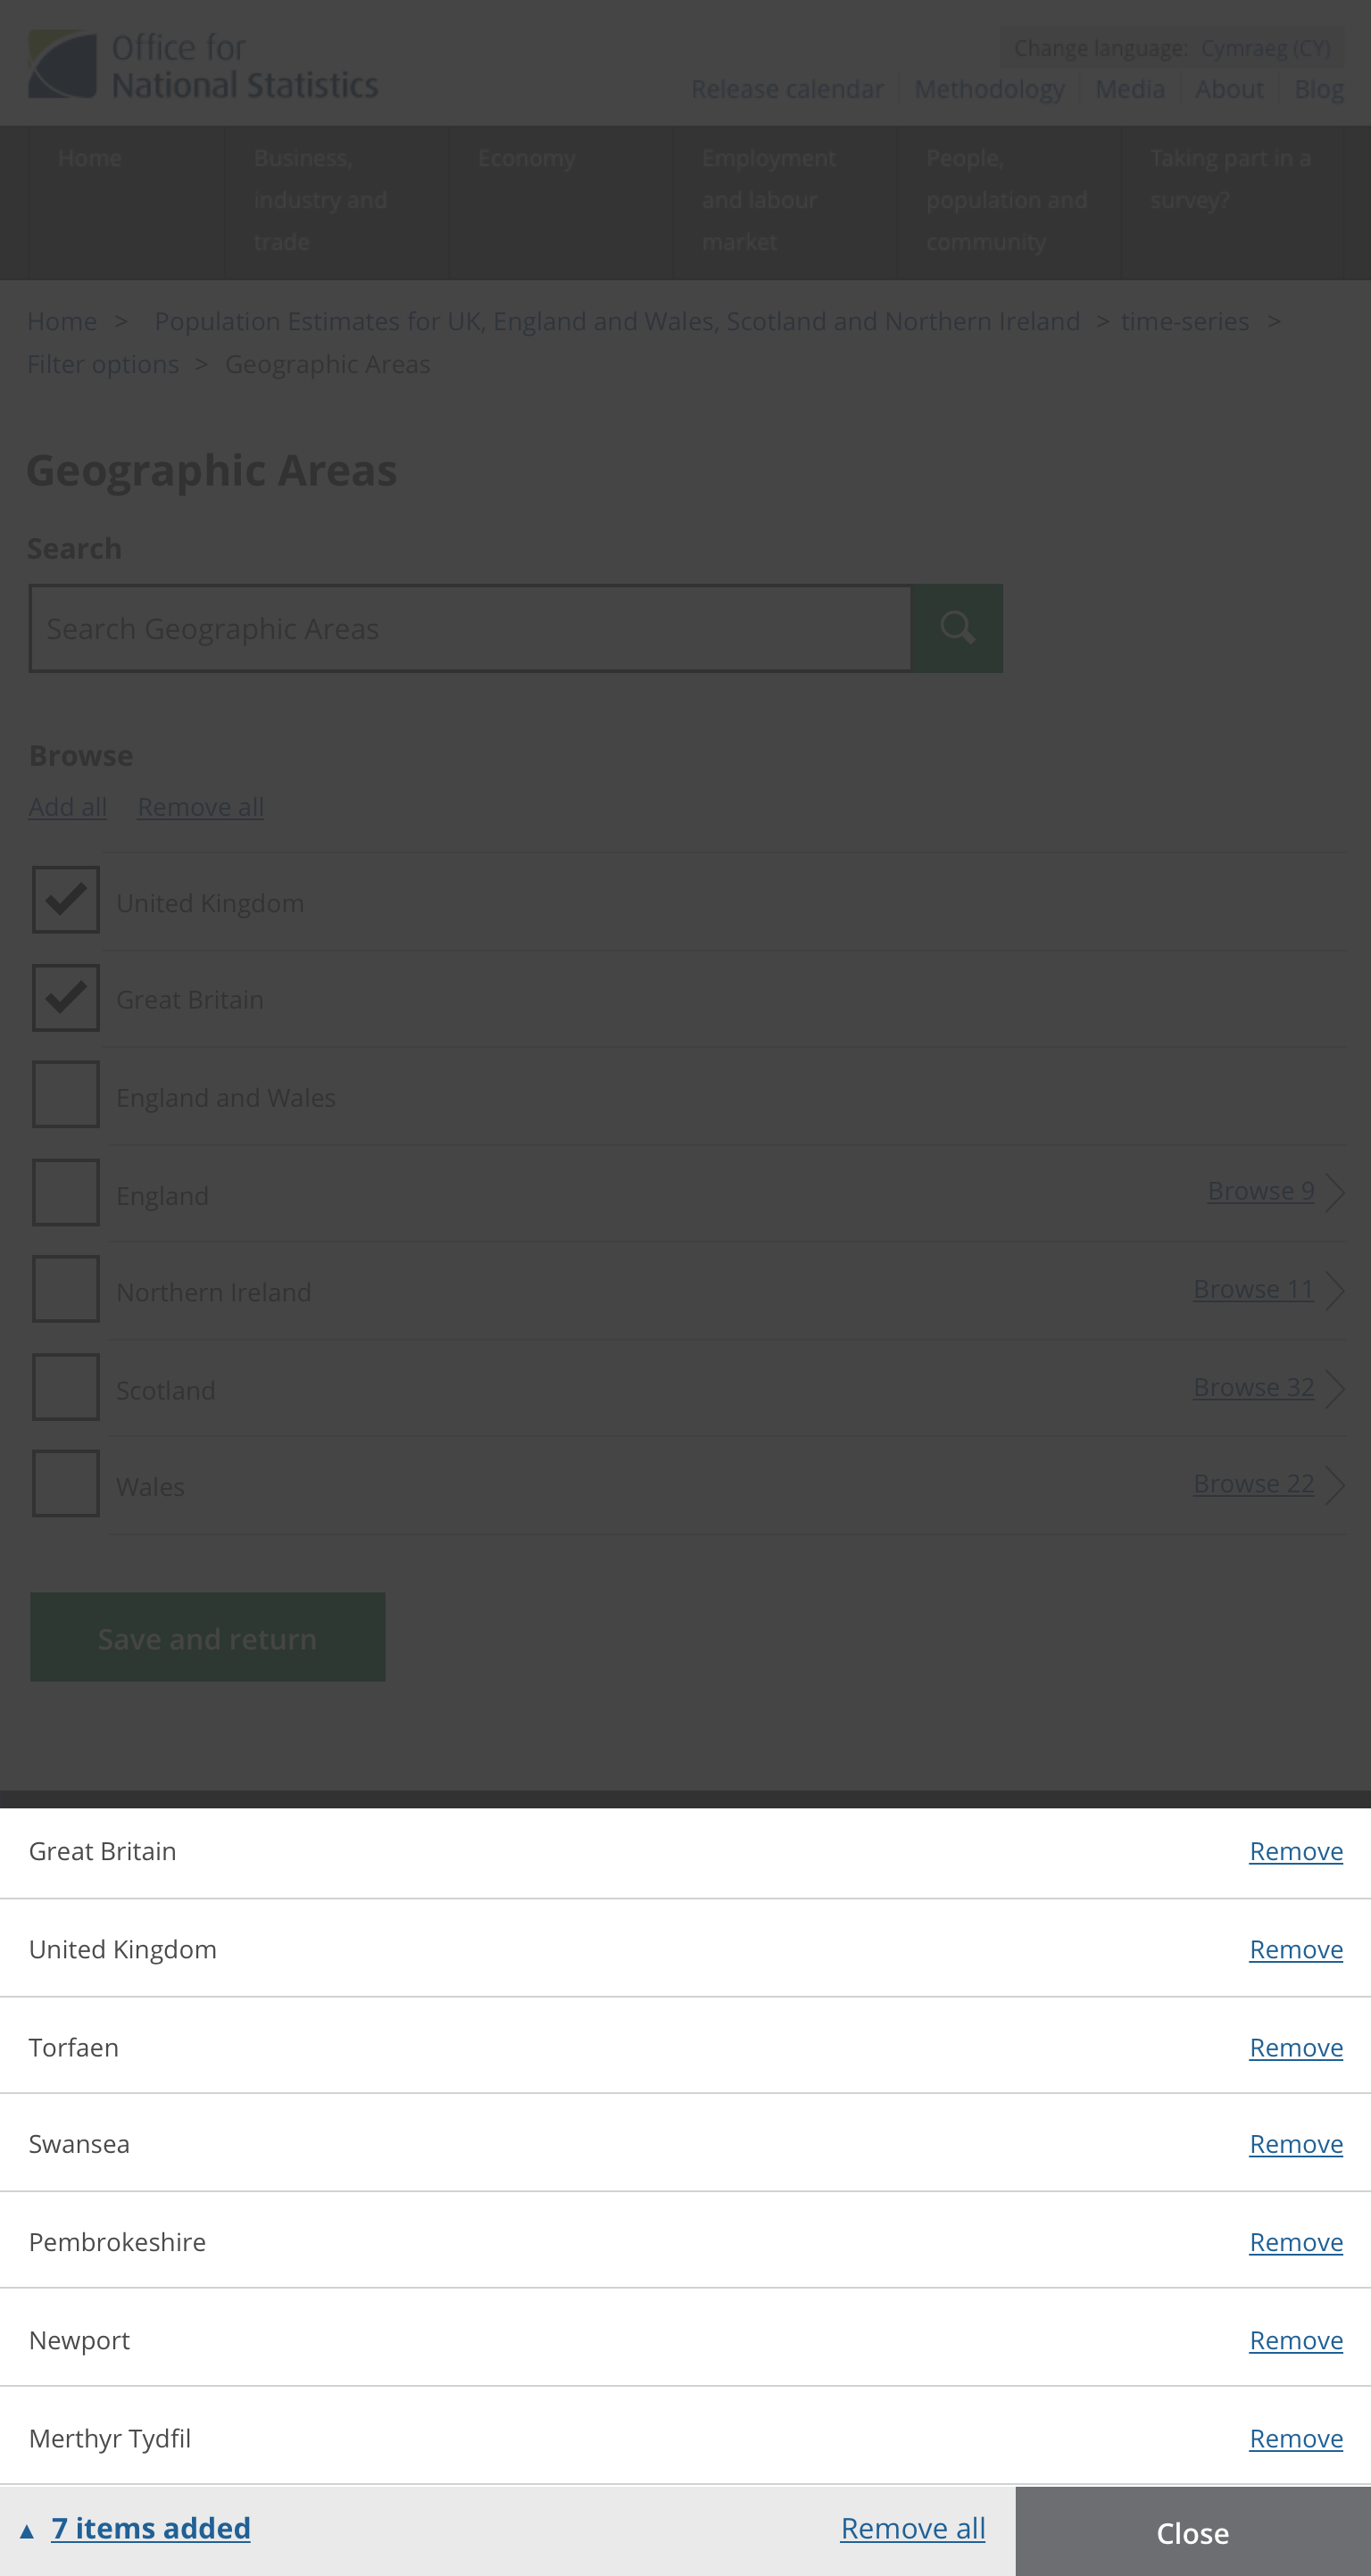 Office for
National Statistics
Change language: Cymraeg (CY)
Release calendar Methodology Media About Blog
Home
Business,
industry and
trade
Economy
Employment
and labour
market
People,
population and
community
Taking part in a
survey?
Home > Population Estimates for UK, England and Wales, Scotland and Northern Ireland > time-series >
Filter options > Geographic Areas
Geographic Areas
Search
Search Geographic Areas
Browse
Add all Remove all
United Kingdom
Great Britain
England and Wales
England Browse 9
Northern Ireland Browse 11
Scotland Browse 32
Wales Browse 22
Save and return
Great Britain Remove
United Kingdom Remove
Torfaen Remove
Swansea Remove
Pembrokeshire Remove
Newport Remove
Merthyr Tydfil Remove
▲ 7 items added Remove all Close